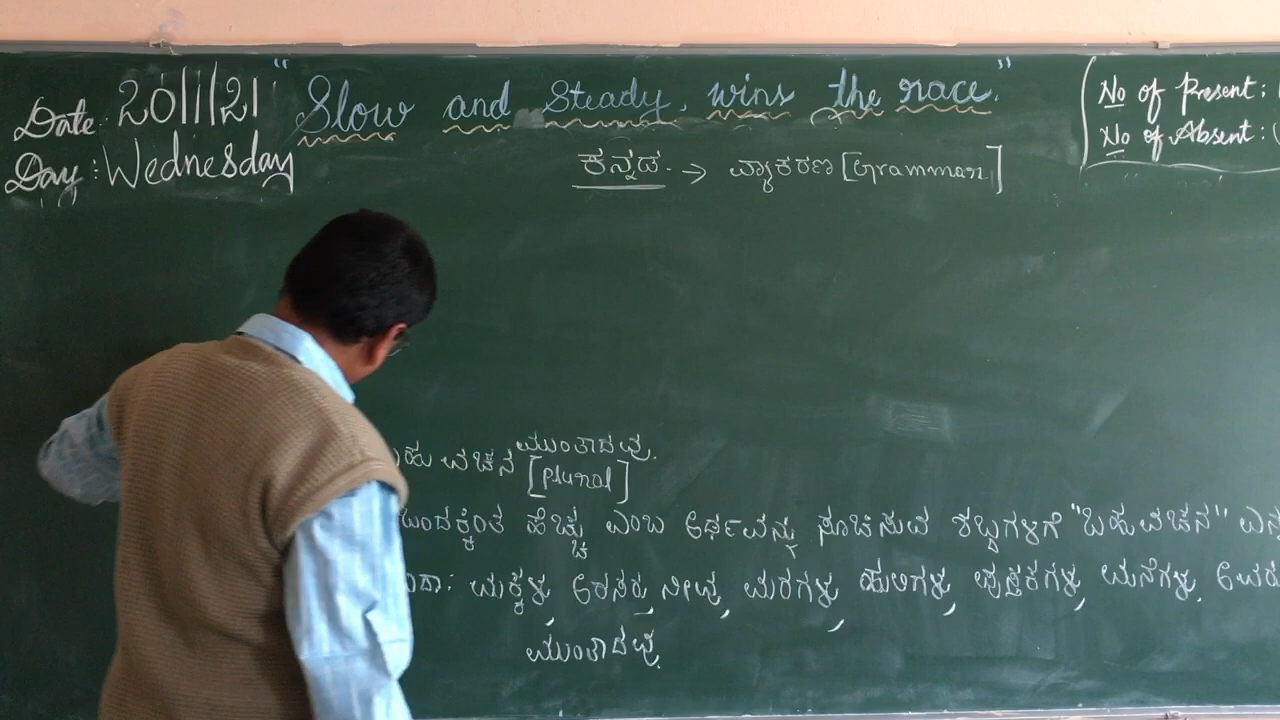 Date: 20/1/21
Day: Wednesday
"Slow and Steady, wins the race."
No of Present:
No of Absent:
ಕನ್ನಡ. → ವ್ಯಾಕರಣ [Grammar]
ಮುಂತಾದವು.
ಬಹುವಚನ [Plural]
ಒಂದಕ್ಕಿಂತ ಹೆಚ್ಚು ಎಂಬ ಅರ್ಥವನ್ನು ಸೂಚಿಸುವ ಶಬ್ದಗಳಿಗೆ "ಬಹುವಚನ"
ಉದಾ: ಮಕ್ಕಳು, ಅರಸರು, ನೀವು, ಮರಗಳು, ಹುಲಿಗಳು, ಪುಸ್ತಕಗಳು, ಮನೆಗಳು,
ಮುಂತಾದವು.